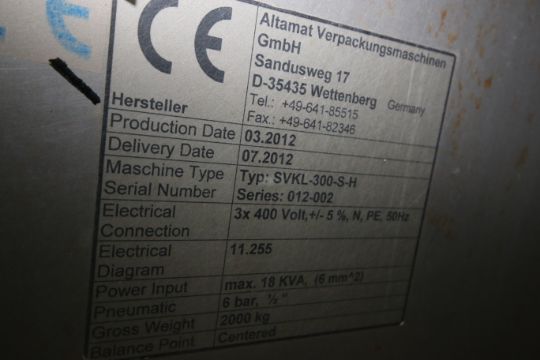 CE
CE
Altamat Verpackungsmaschinen
GmbH
Sandusweg 17
D-35435 Wettenberg Germany
Hersteller Tel.: +49-641-85515
Fax.: +49-641-82346
Production Date 03.2012
Delivery Date 07.2012
Maschine Type Typ: SVKL-300-S-H
Serial Number Series: 012-002
Electrical 3x 400 Volt,+/- 5 %, N, PE, 50Hz
Connection
Electrical 11.255
Diagram
Power Input max. 18 KVA, (6 mm^2)
Pneumatic 6 bar, ½ "
Gross Weight 2000 kg
Balance Point Centered